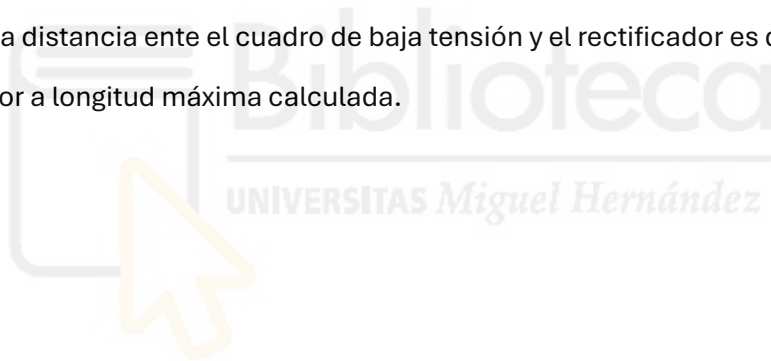 a distancia ente el cuadro de baja tensión y el rectificador es
or a longitud máxima calculada.
Biblioteca
UNIVERSITAS Miguel Hernández